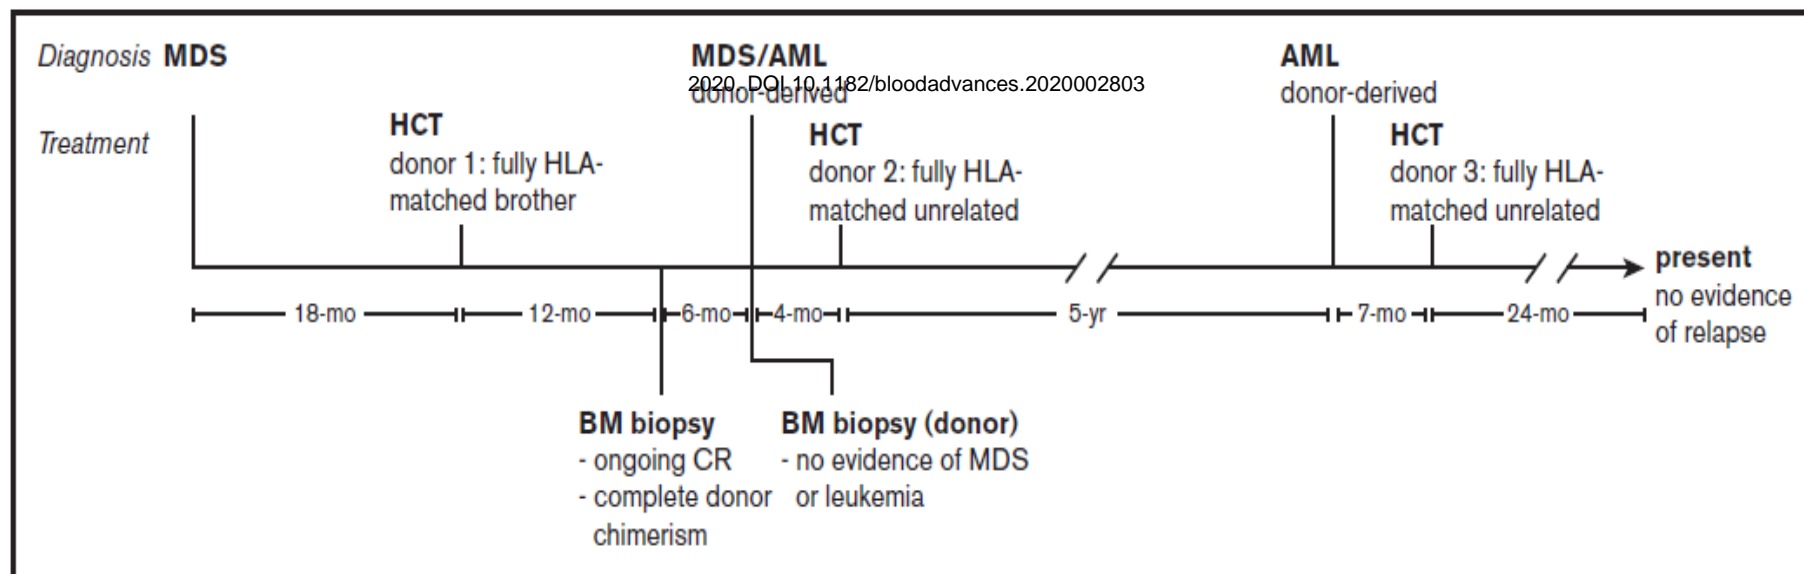 Diagnosis MDS
MDS/AML
donor-derived
2020. DOI 10.1182/bloodadvances.2020002803
AML
donor-derived
Treatment
HCT
donor 1: fully HLA-
matched brother
HCT
donor 2: fully HLA-
matched unrelated
HCT
donor 3: fully HLA-
matched unrelated
present
no evidence
of relapse
18-mo
12-mo
6-mo
4-mo
5-yr
7-mo
24-mo
BM biopsy
- ongoing CR
- complete donor
chimerism
BM biopsy (donor)
- no evidence of MDS
or leukemia